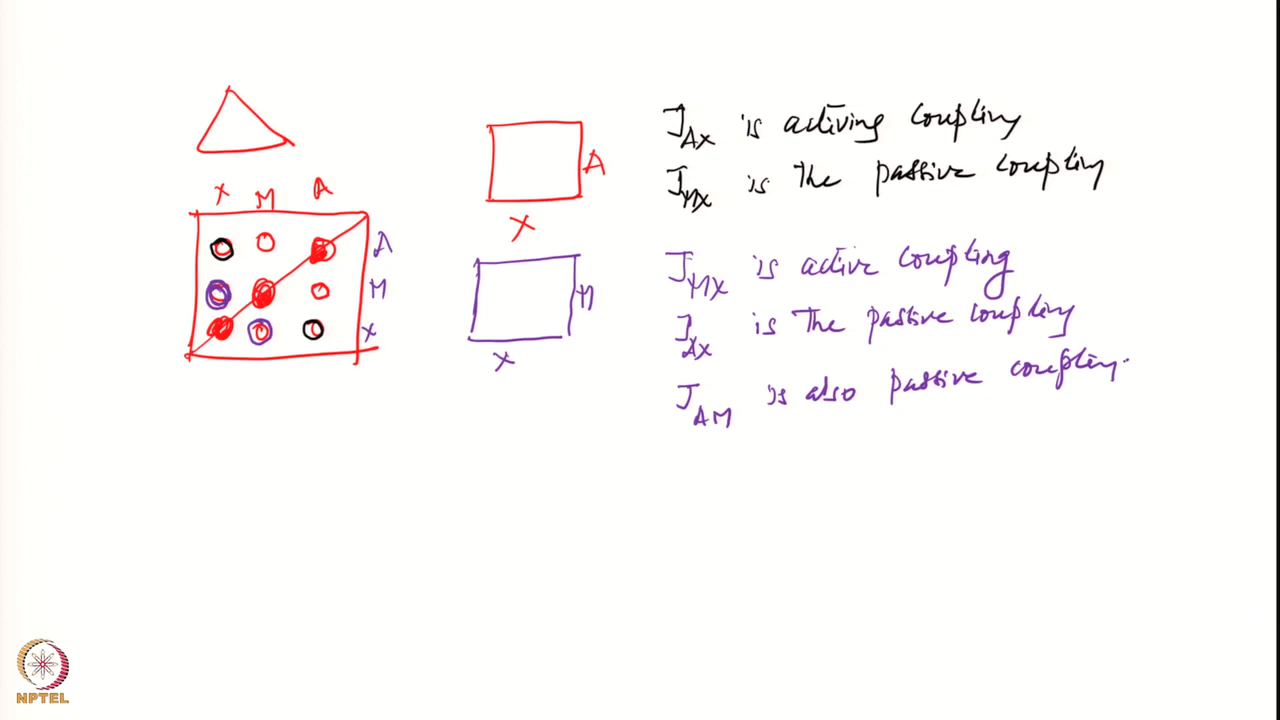 X M A
A
M
X
A
X
M
X
J_AX is activing coupling
J_MX is the passive coupling
J_MX is active coupling
J_AX is the passive coupling
J_AM is also passive coupling.
NPTEL